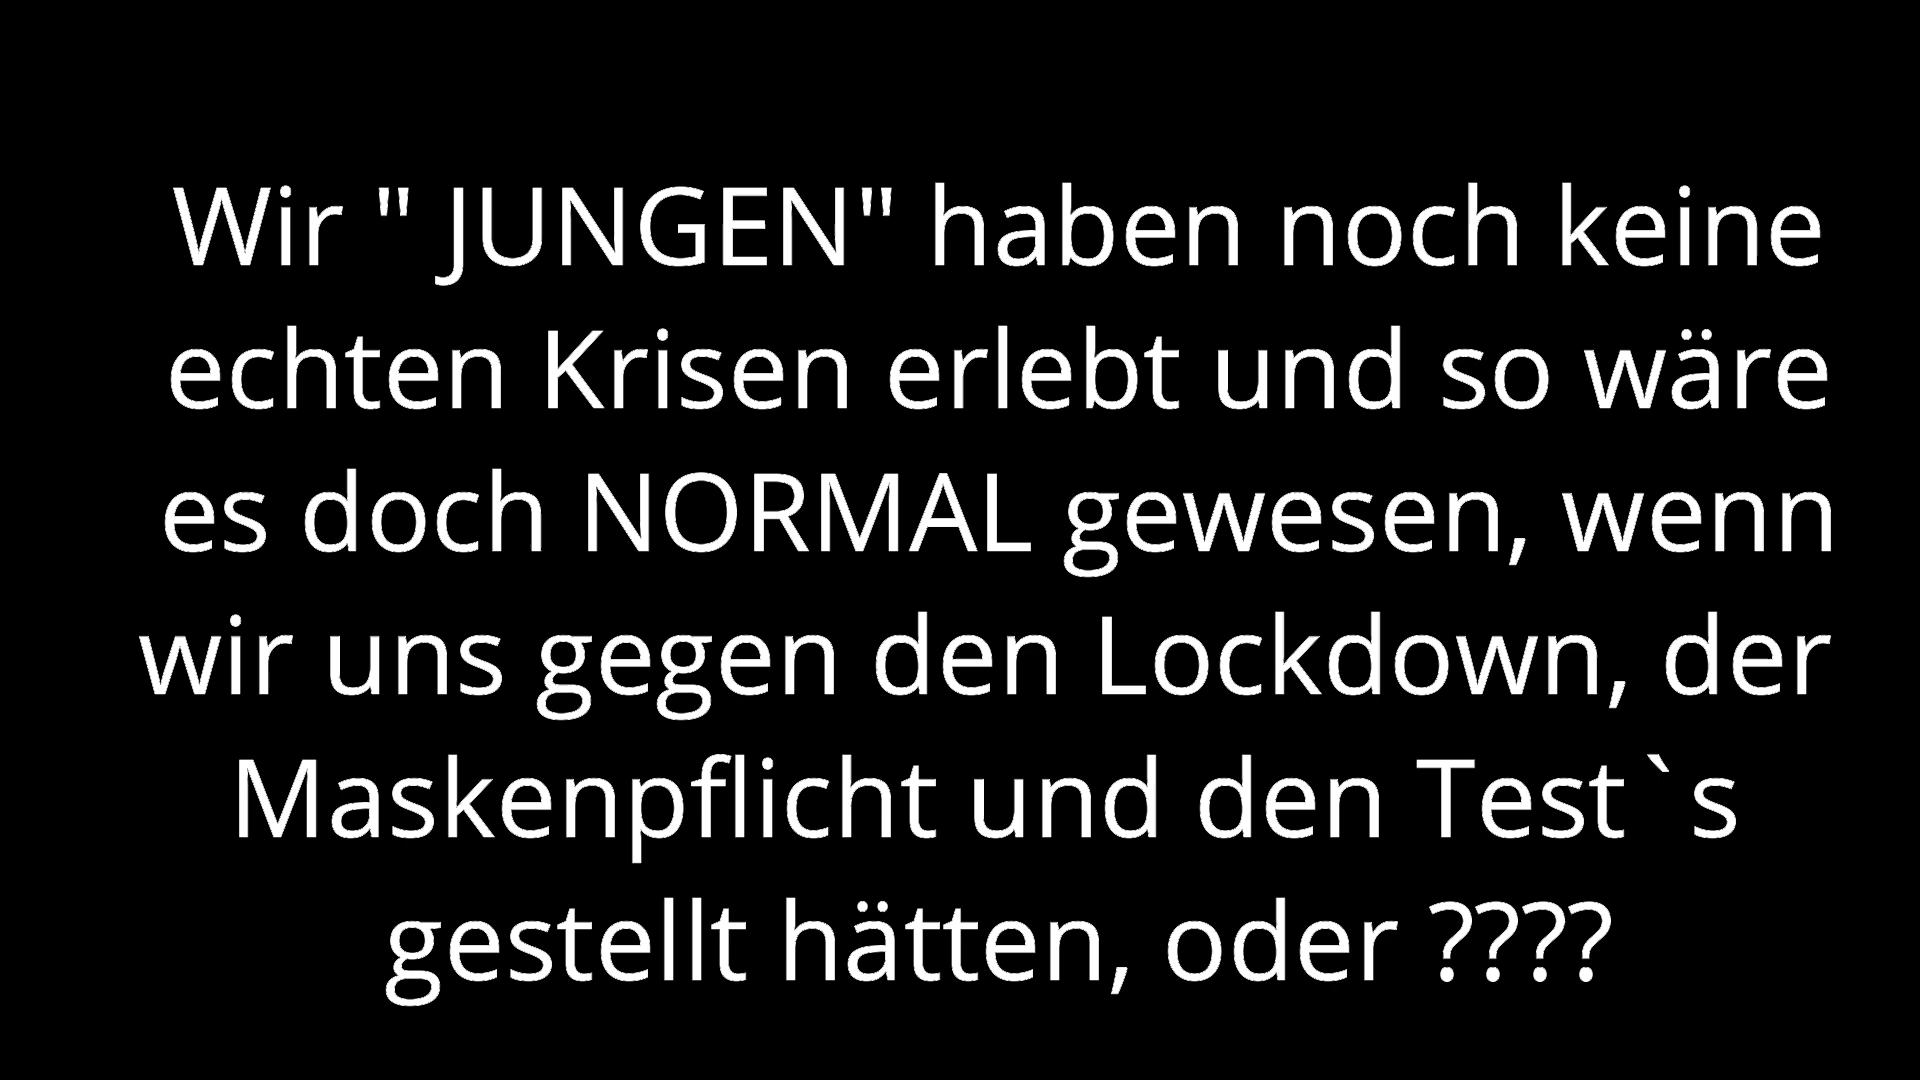 Wir " JUNGEN" haben noch keine
echten Krisen erlebt und so wäre
es doch NORMAL gewesen, wenn
wir uns gegen den Lockdown, der
Maskenpflicht und den Test`s
gestellt hätten, oder ????